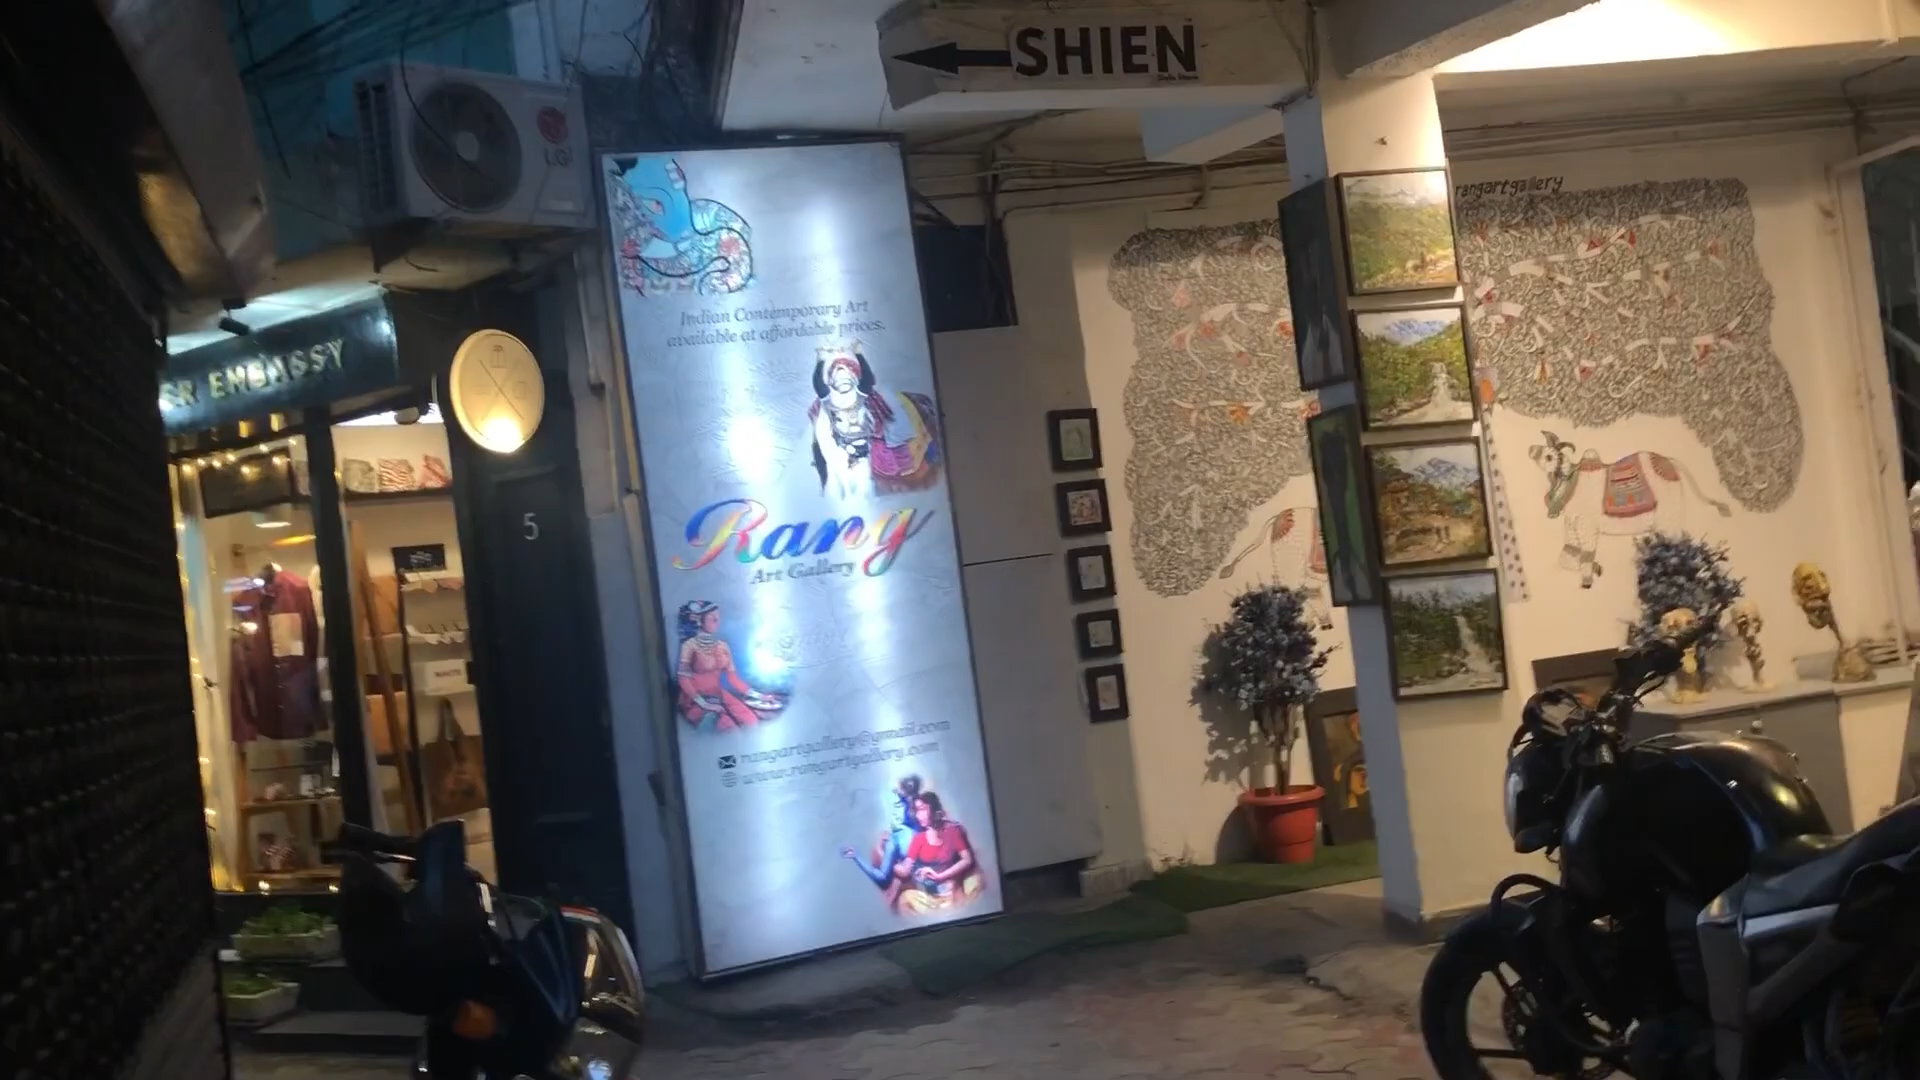 SHIEN
LG
rangartgallery
Indian Contemporary Art
available at affordable prices.
EMBASSY
5
Rang
Art Gallery
rangartgallery@gmail.com
www.rangartgallery.com